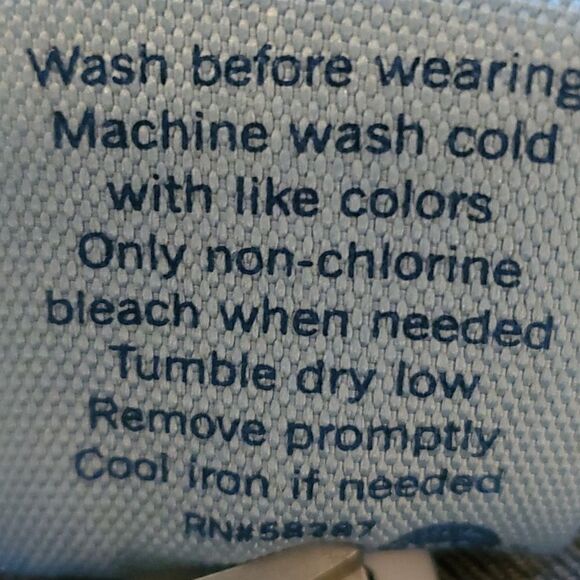 Wash before wearing
Machine wash cold
with like colors
Only non-chlorine
bleach when needed
Tumble dry low
Remove promptly
Cool iron if needed